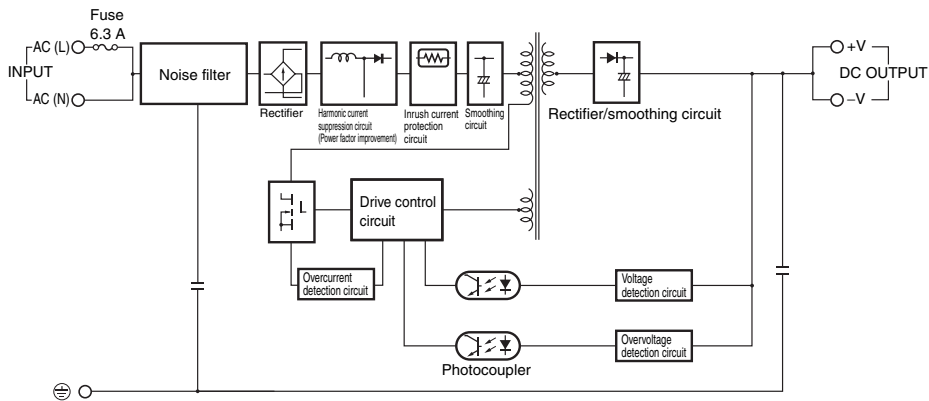 Fuse
6.3 A
AC (L)
INPUT
AC (N)
Noise filter
Rectifier
Harmonic current
suppression circuit
(Power factor improvement)
Inrush current
protection
circuit
Smoothing
circuit
Rectifier/smoothing circuit
+V
DC OUTPUT
–V
Drive control
circuit
Overcurrent
detection circuit
Voltage
detection circuit
Overvoltage
detection circuit
Photocoupler